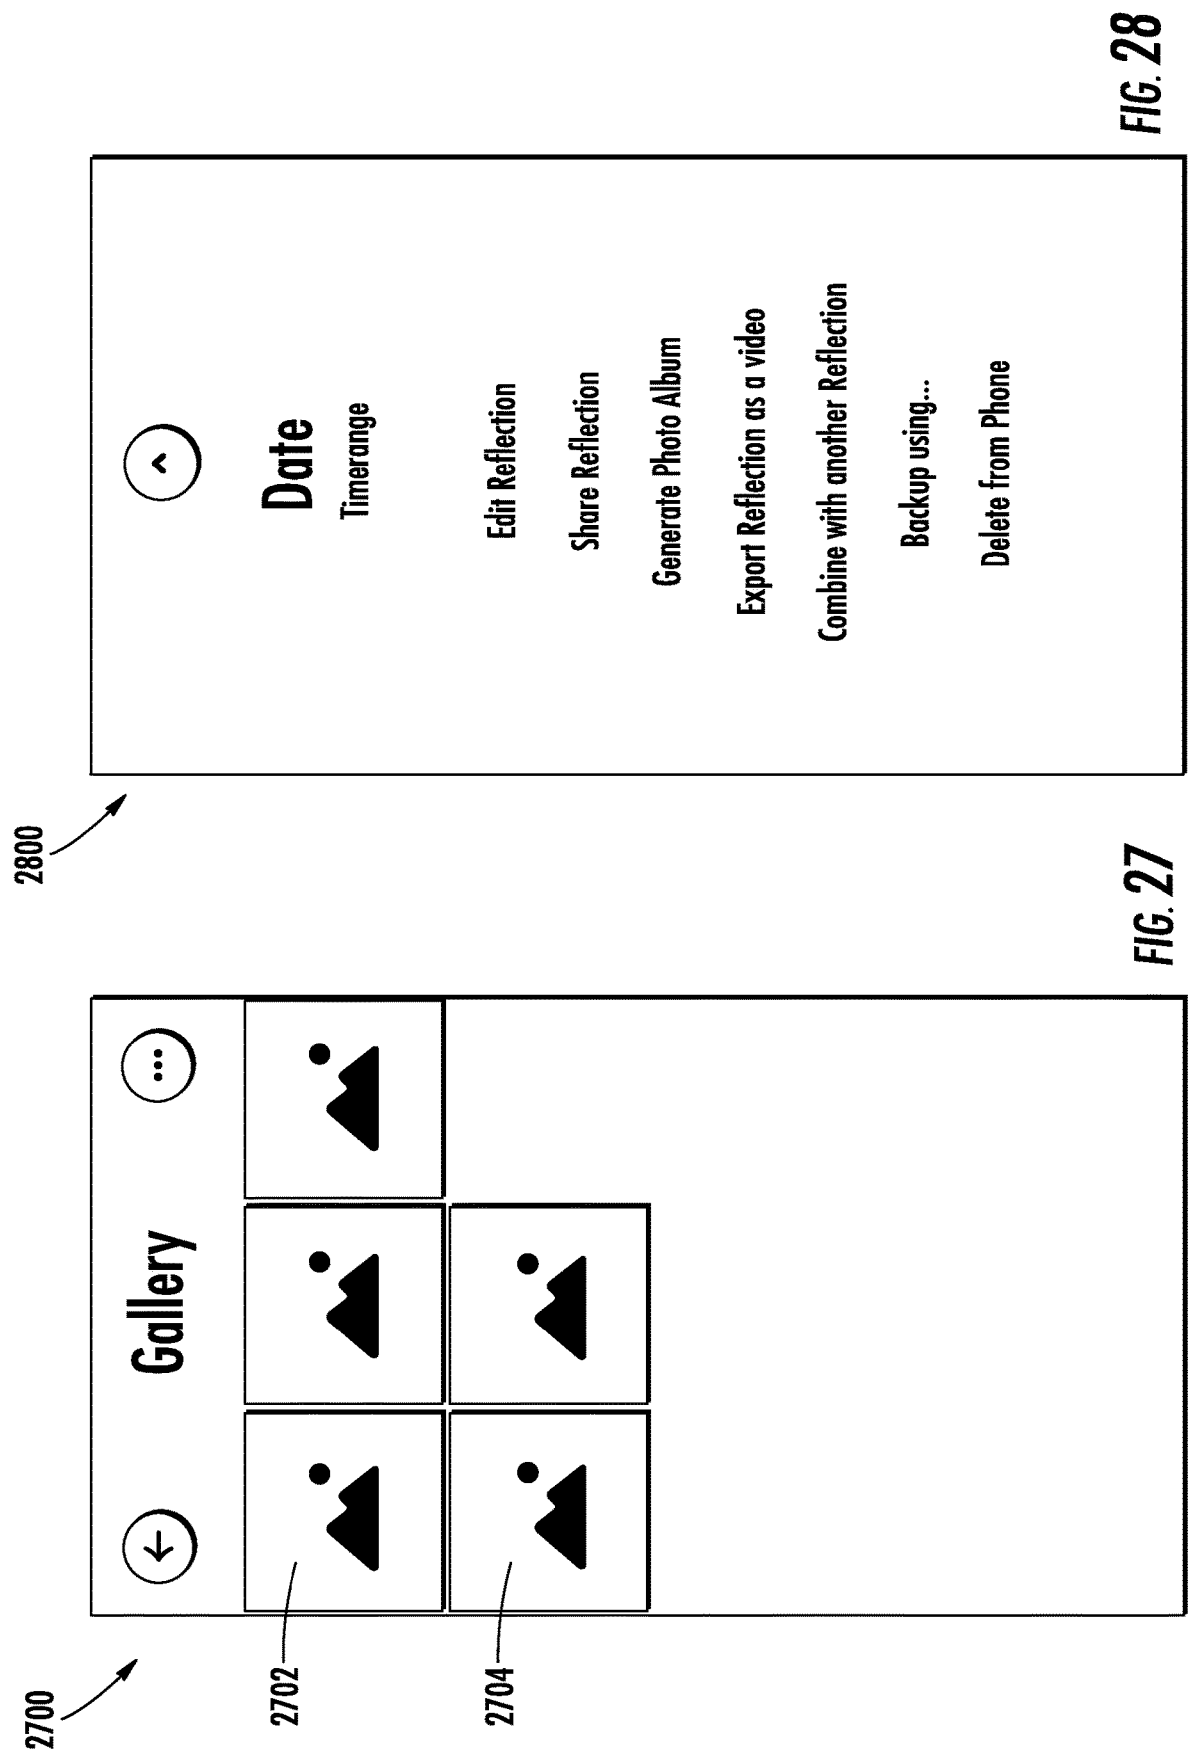 2700
Gallery
...
2702
2704
FIG. 27
2800
Date
Timerange
Edit Reflection
Share Reflection
Generate Photo Album
Export Reflection as a video
Combine with another Reflection
Backup using...
Delete from Phone
FIG. 28